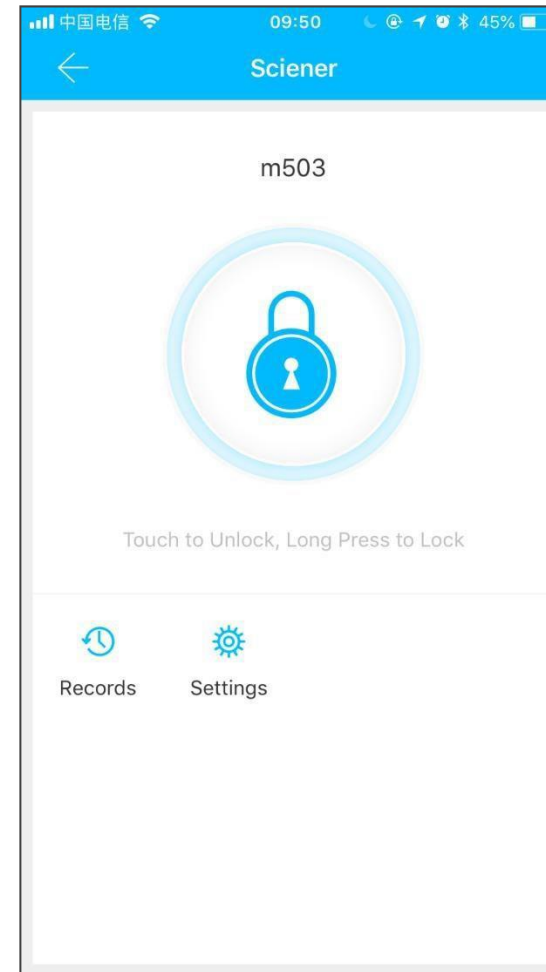 中国电信 09:50 45%
Sciener
m503
Touch to Unlock, Long Press to Lock
Records Settings